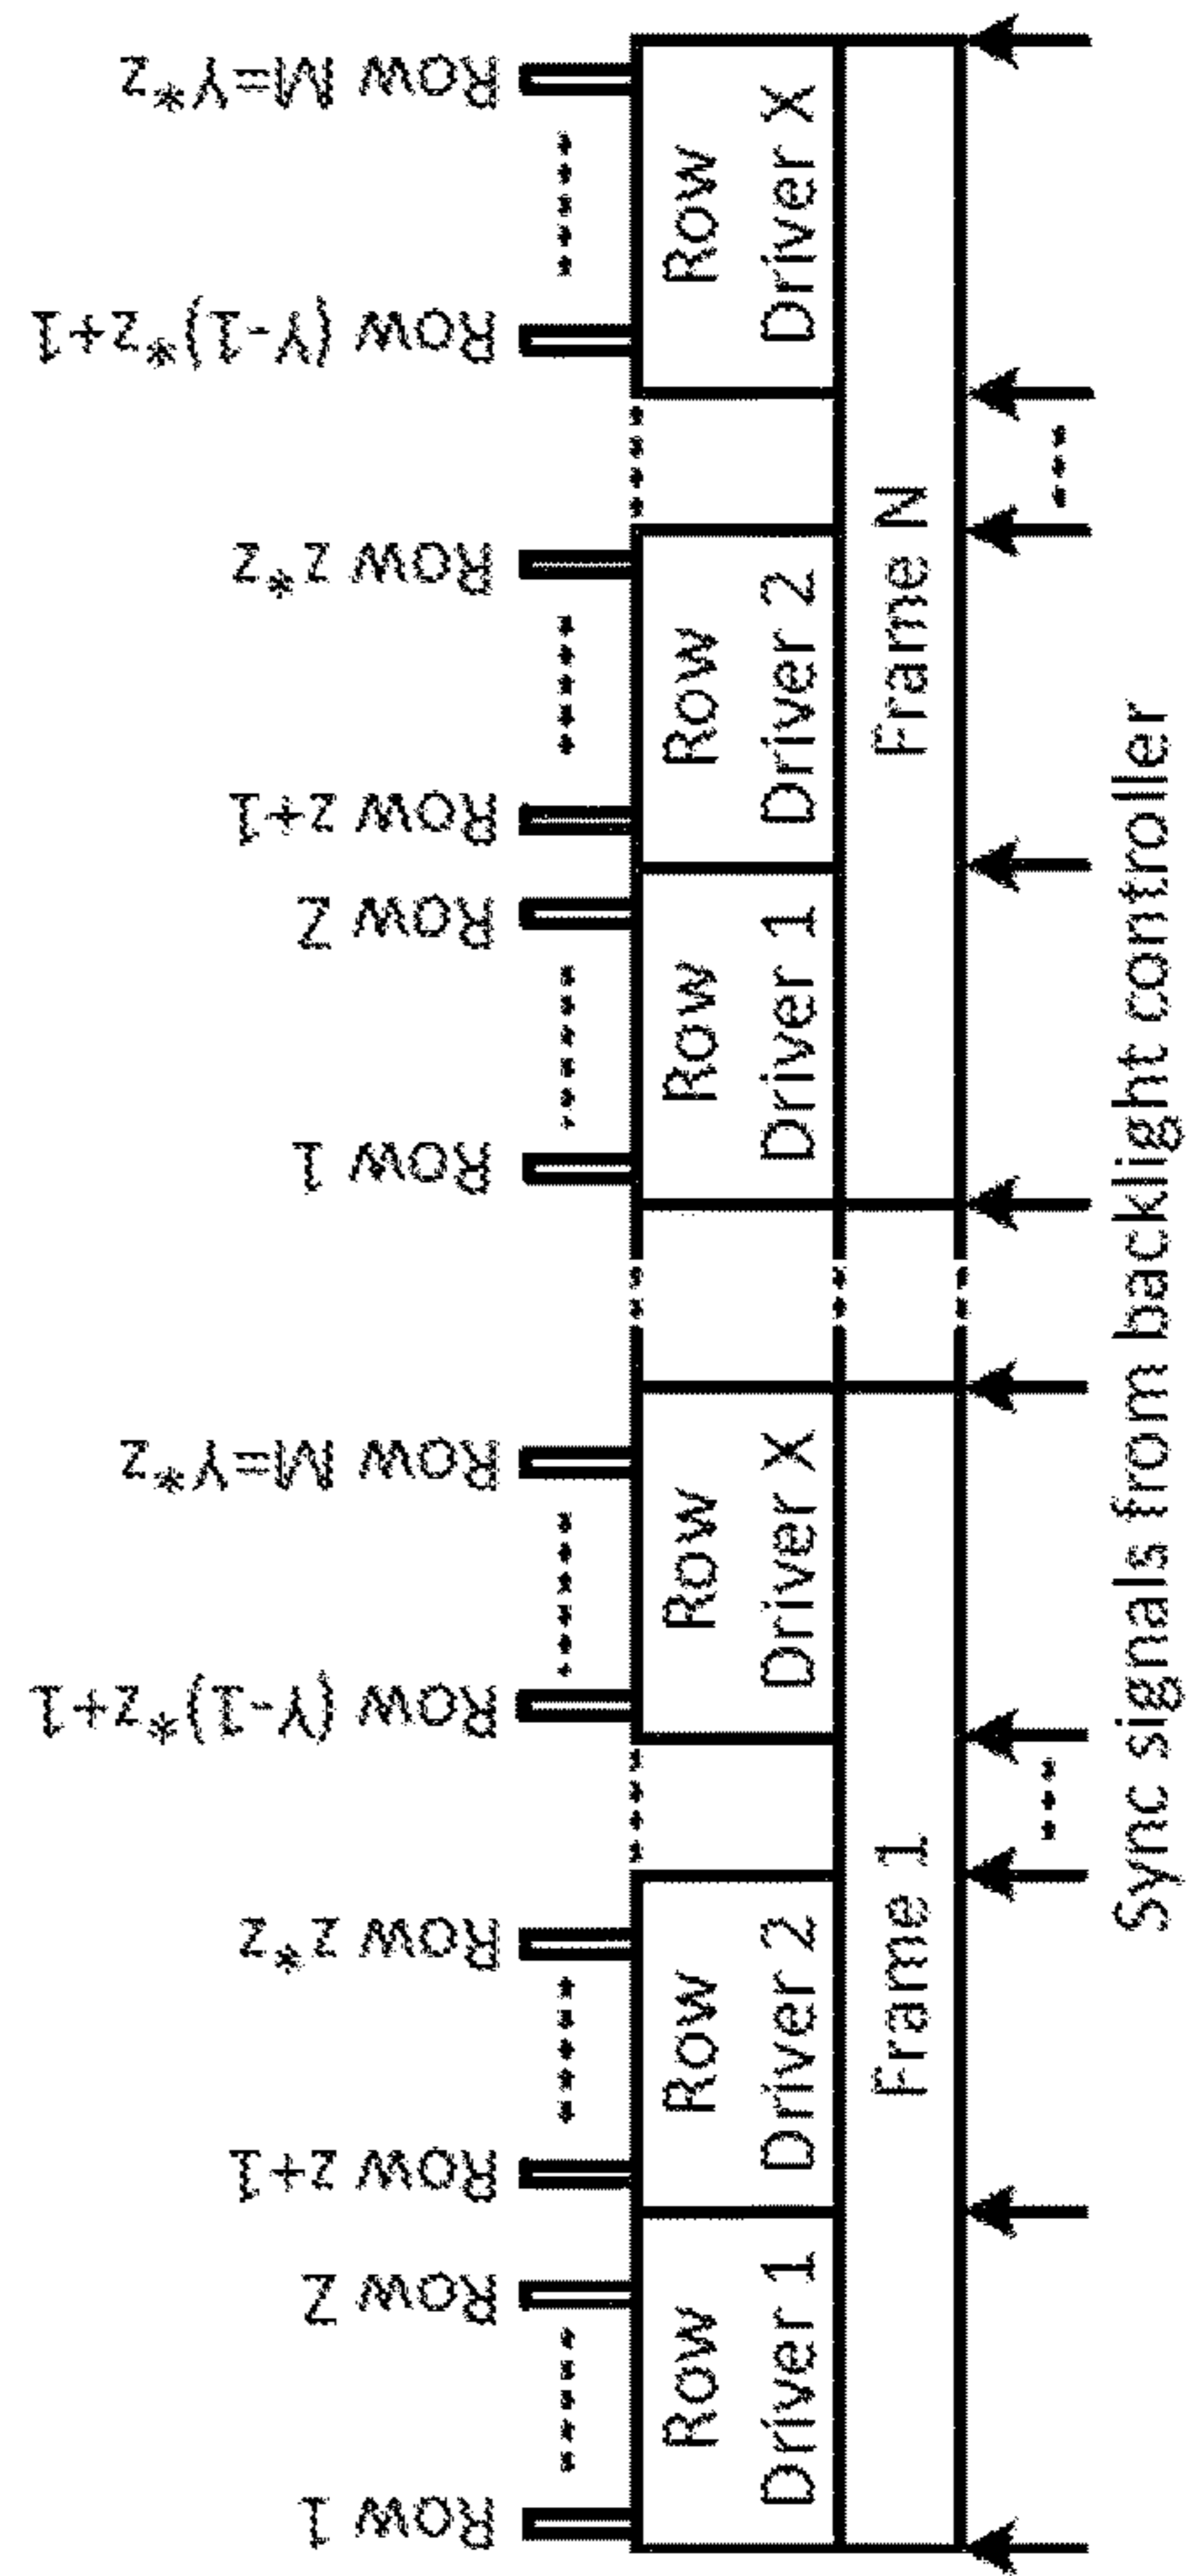 Row 1
Row Z
Row z+1
Row z*z
Row (Y-1)*z+1
Row M=Y*z
Row 1
Row Z
Row z+1
Row z*z
Row (Y-1)*z+1
Row M=Y*z
Row
Driver 1
Row
Driver 2
Row
Driver X
Row
Driver 1
Row
Driver 2
Row
Driver X
Frame 1
Frame N
Sync signals from backlight controller